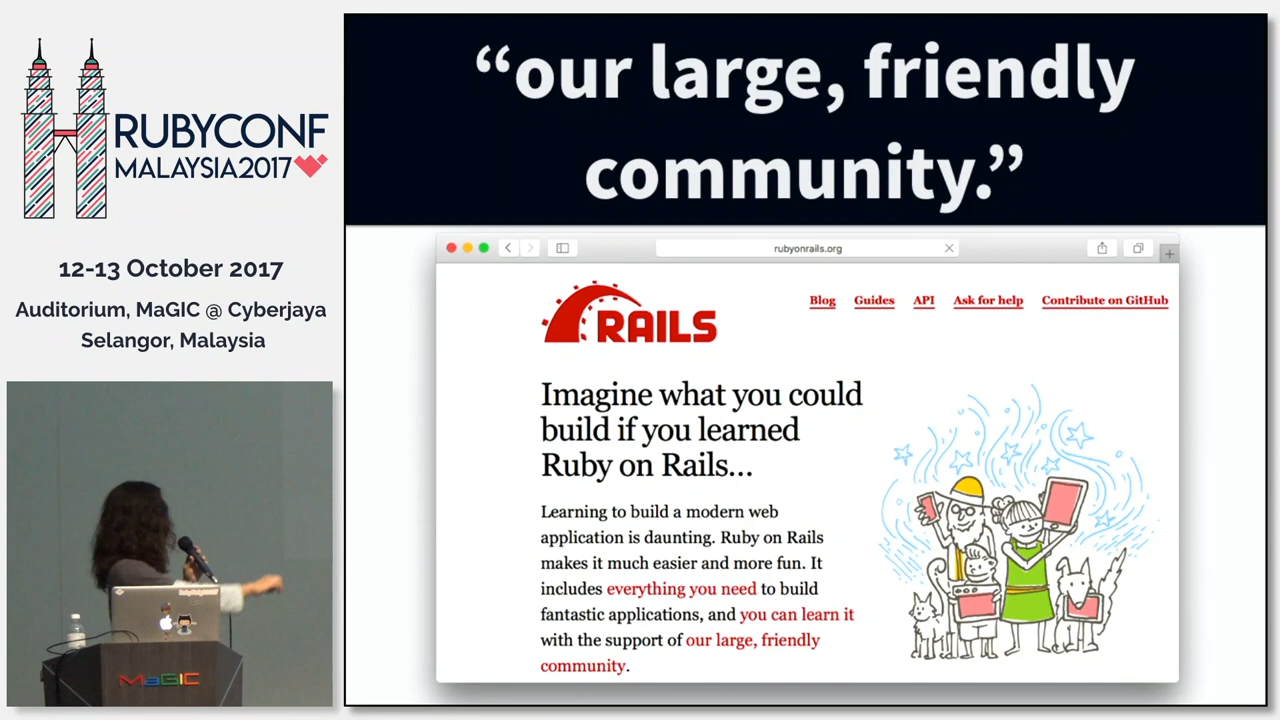 RUBYCONF
MALAYSIA2017
12-13 October 2017
Auditorium, MaGIC @ Cyberjaya
Selangor, Malaysia
MaGIC
“our large, friendly
community.”
rubyonrails.org
RAILS
Blog Guides API Ask for help Contribute on GitHub
Imagine what you could
build if you learned
Ruby on Rails...
Learning to build a modern web
application is daunting. Ruby on Rails
makes it much easier and more fun. It
includes everything you need to build
fantastic applications, and you can learn it
with the support of our large, friendly
community.